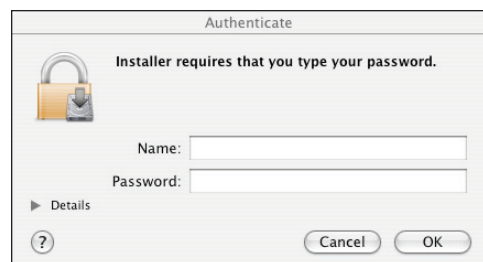 Authenticate
Installer requires that you type your password.
Name:
Password:
Details
?
Cancel
OK